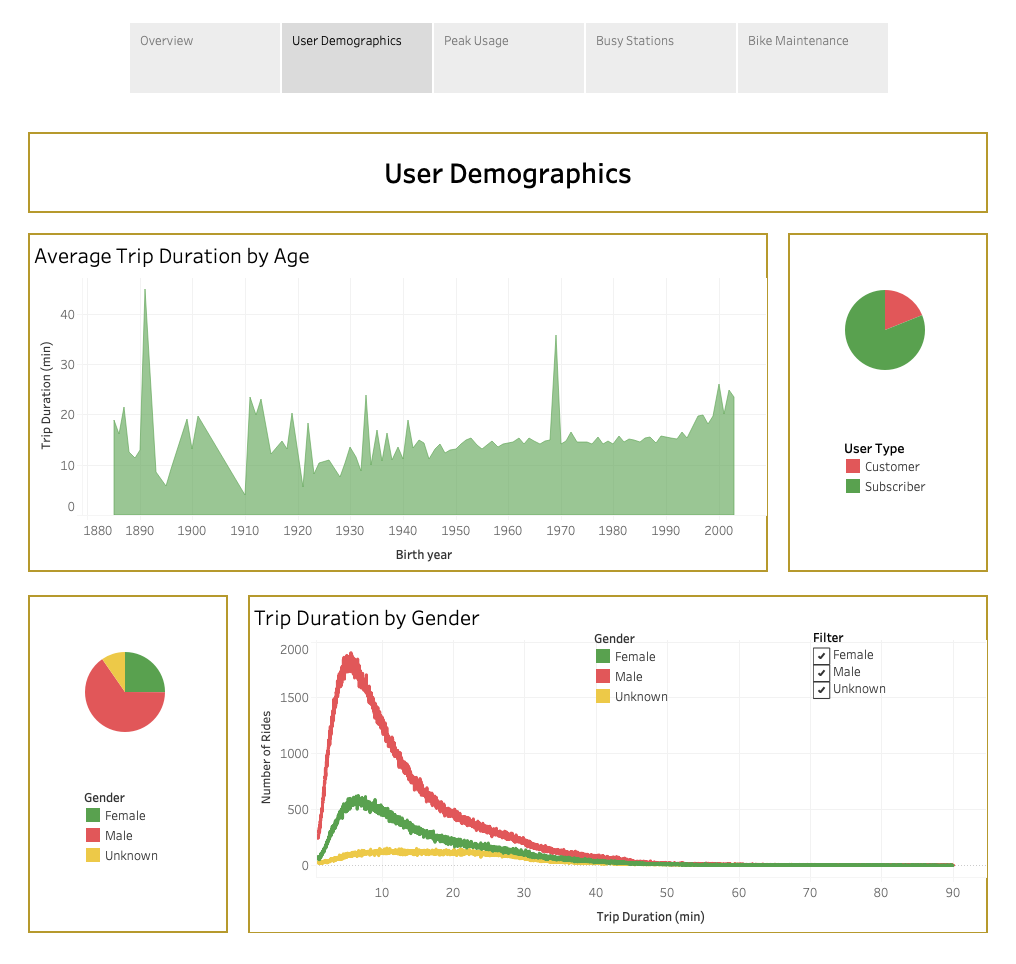 Overview
User Demographics
Peak Usage
Busy Stations
Bike Maintenance
User Demographics
Average Trip Duration by Age
Trip Duration (min)
40
30
20
10
0
1880 1890 1900 1910 1920 1930 1940 1950 1960 1970 1980 1990 2000
Birth year
User Type
Customer
Subscriber
Gender
Female
Male
Unknown
Trip Duration by Gender
Gender
Female
Male
Unknown
Filter
Female
Male
Unknown
Number of Rides
2000
1500
1000
500
0
10 20 30 40 50 60 70 80 90
Trip Duration (min)